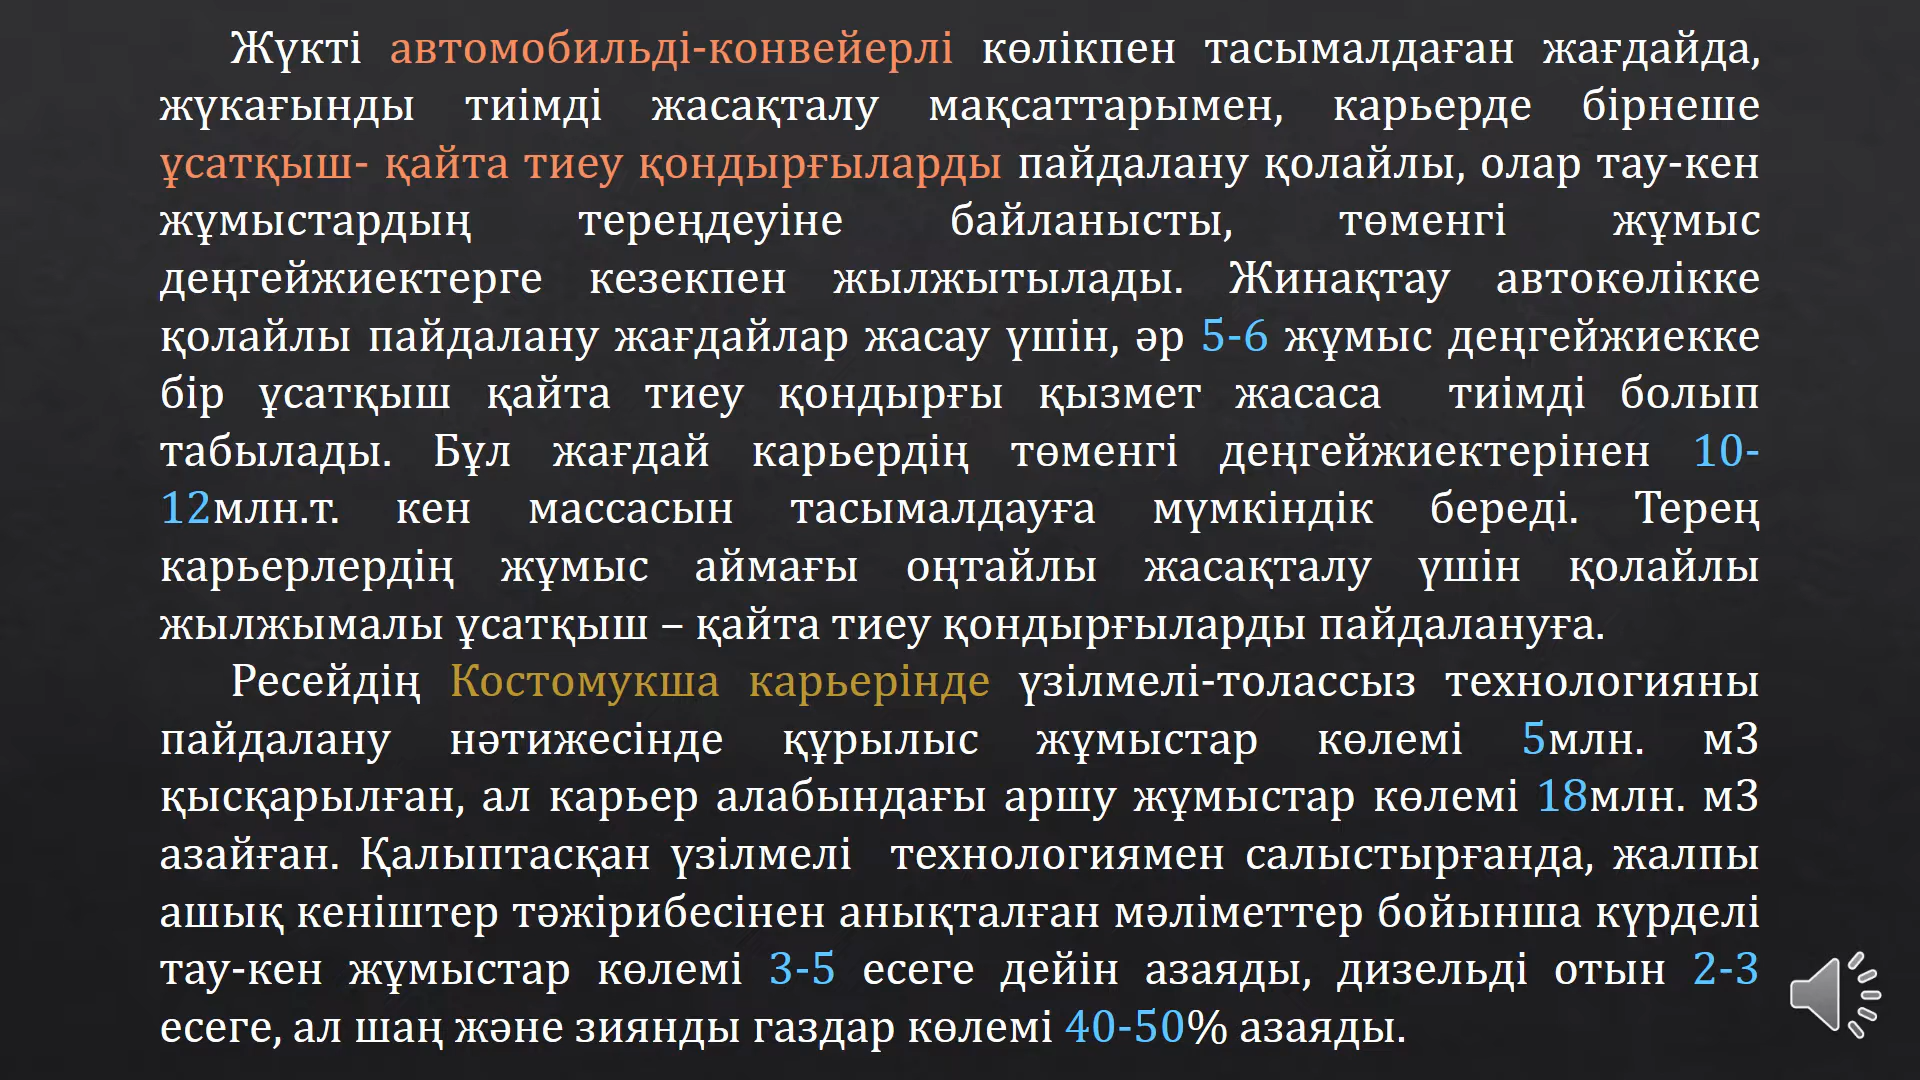 Жүкті автомобильді-конвейерлі көлікпен тасымалдаған жағдайда,
жүкағынды тиімді жасақталу мақсаттарымен, карьерде бірнеше
ұсатқыш- қайта тиеу қондырғыларды пайдалану қолайлы, олар тау-кен
жұмыстардың тереңдеуіне байланысты, төменгі жұмыс
деңгейжиектерге кезекпен жылжытылады. Жинақтау автокөлікке
қолайлы пайдалану жағдайлар жасау үшін, әр 5-6 жұмыс деңгейжиекке
бір ұсатқыш қайта тиеу қондырғы қызмет жасаса тиімді болып
табылады. Бұл жағдай карьердің төменгі деңгейжиектерінен 10-
12млн.т. кен массасын тасымалдауға мүмкіндік береді. Терең
карьерлердің жұмыс аймағы оңтайлы жасақталу үшін қолайлы
жылжымалы ұсатқыш – қайта тиеу қондырғыларды пайдалануға.
Ресейдің Костомукша карьерінде үзілмелі-толассыз технологияны
пайдалану нәтижесінде құрылыс жұмыстар көлемі 5млн. м3
қысқарылған, ал карьер алабындағы аршу жұмыстар көлемі 18млн. м3
азайған. Қалыптасқан үзілмелі технологиямен салыстырғанда, жалпы
ашық кеніштер тәжірибесінен анықталған мәліметтер бойынша күрделі
тау-кен жұмыстар көлемі 3-5 есеге дейін азаяды, дизельді отын 2-3
есеге, ал шаң және зиянды газдар көлемі 40-50% азаяды.